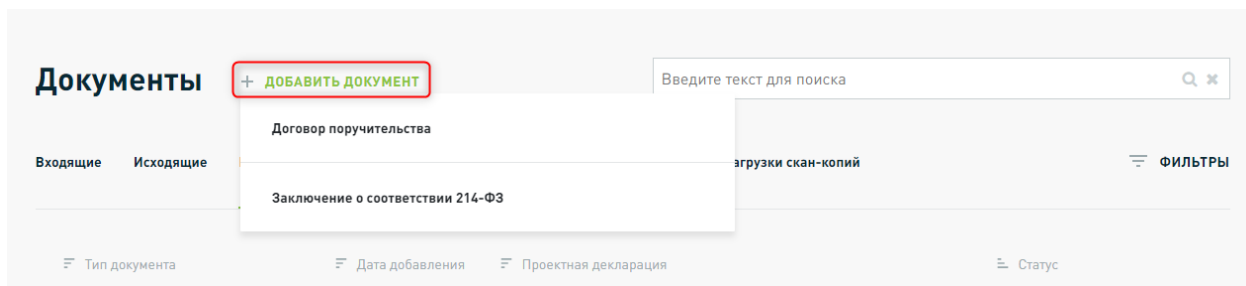 Документы
+ ДОБАВИТЬ ДОКУМЕНТ
Введите текст для поиска
Договор поручительства
Входящие Исходящие
скан-копий
ФИЛЬТРЫ
Заключение о соответствии 214-ФЗ
Тип документа Дата добавления Проектная декларация Статус